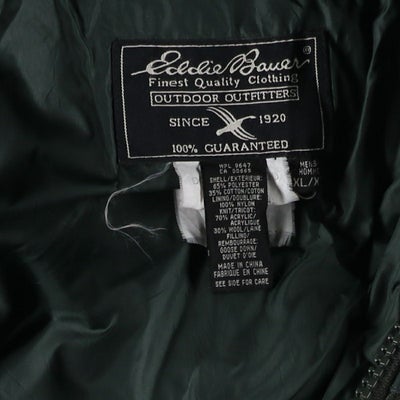 Eddie Bauer
Finest Quality Clothing
OUTDOOR OUTFITTERS
SINCE 1920
100% GUARANTEED
WPL 9647
CA 00665
SHELL/EXTERIEUR:
65% POLYESTER
35% COTTON/COTON
LINING/DOUBLURE:
100% NYLON
KNIT/TRICOT:
70% ACRYLIC/
ACRYLIQUE
30% WOOL/LAINE
FILLING/
REMBOURRAGE:
GOOSE DOWN/
DUVET D'OIE
MADE IN CHINA
FABRIQUE EN CHINE
SEE SIDE FOR CARE
MENS
HOMME